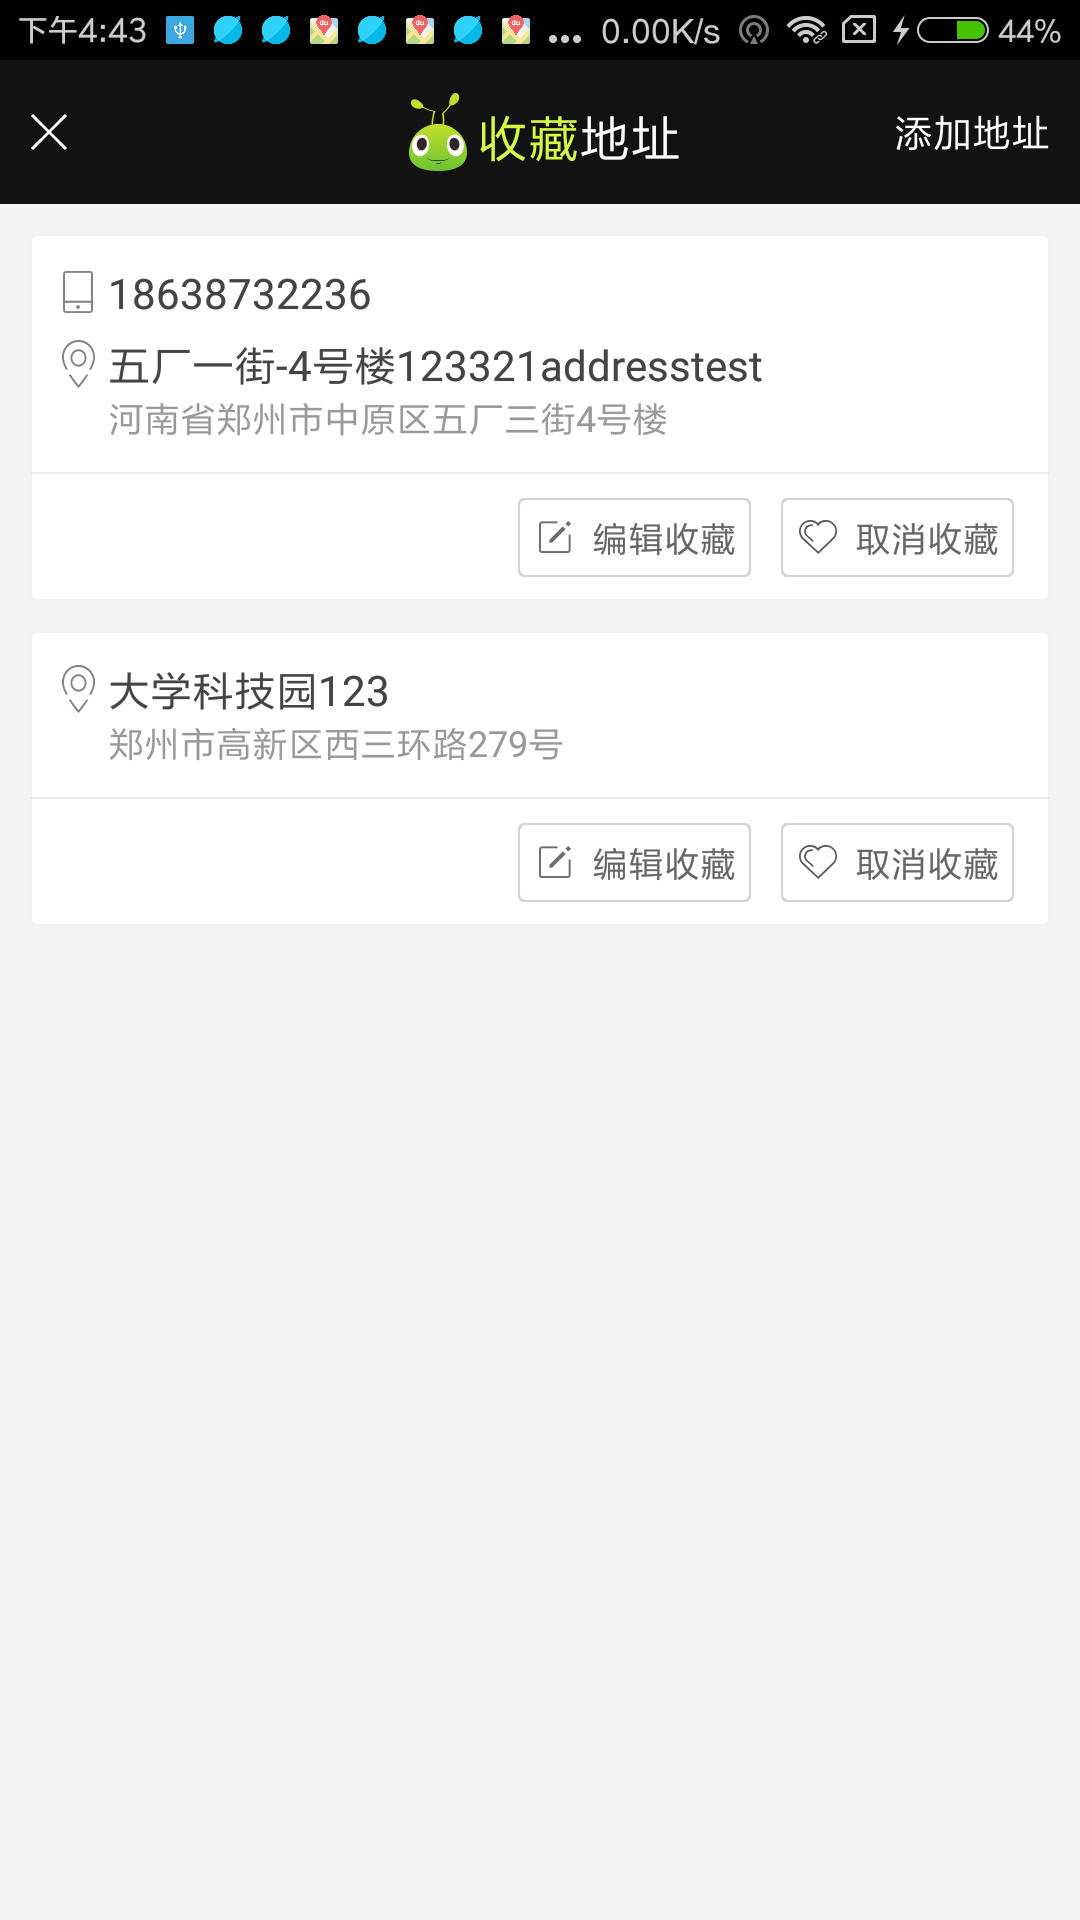 下午4:43 0.00K/s 44%
收藏地址 添加地址
18638732236
五厂一街-4号楼123321addresstest
河南省郑州市中原区五厂三街4号楼
编辑收藏 取消收藏
大学科技园123
郑州市高新区西三环路279号
编辑收藏 取消收藏